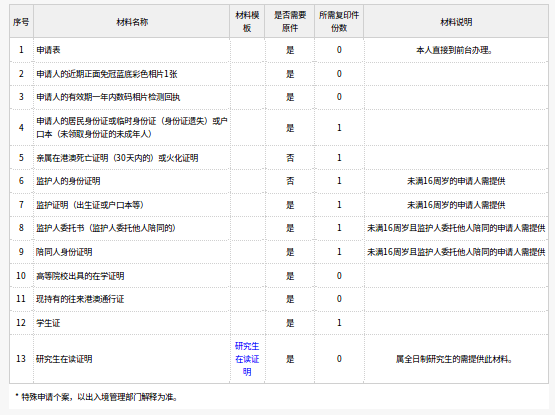 序号 材料名称 材料模板 是否需要原件 所需复印件份数 材料说明
1 申请表 是 0 本人直接到前台办理。
2 申请人的近期正面免冠蓝底彩色相片1张 是 0
3 申请人的有效期一年内数码相片检测回执 是 0
4 申请人的居民身份证或临时身份证（身份证遗失）或户口本（未领取身份证的未成年人） 是 1
5 亲属在港澳死亡证明（30天内的）或火化证明 否 1
6 监护人的身份证明 否 1 未满16周岁的申请人需提供
7 监护证明（出生证或户口本等） 是 1 未满16周岁的申请人需提供
8 监护人委托书（监护人委托他人陪同的） 是 1 未满16周岁且监护人委托他人陪同的申请人需提供
9 陪同人身份证明 是 1 未满16周岁且监护人委托他人陪同的申请人需提供
10 高等院校出具的在学证明 是 0
11 现持有的往来港澳通行证 是 0
12 学生证 是 1
13 研究生在读证明 研究生在读证明 是 0 属全日制研究生的需提供此材料。
* 特殊申请个案，以出入境管理部门解释为准。